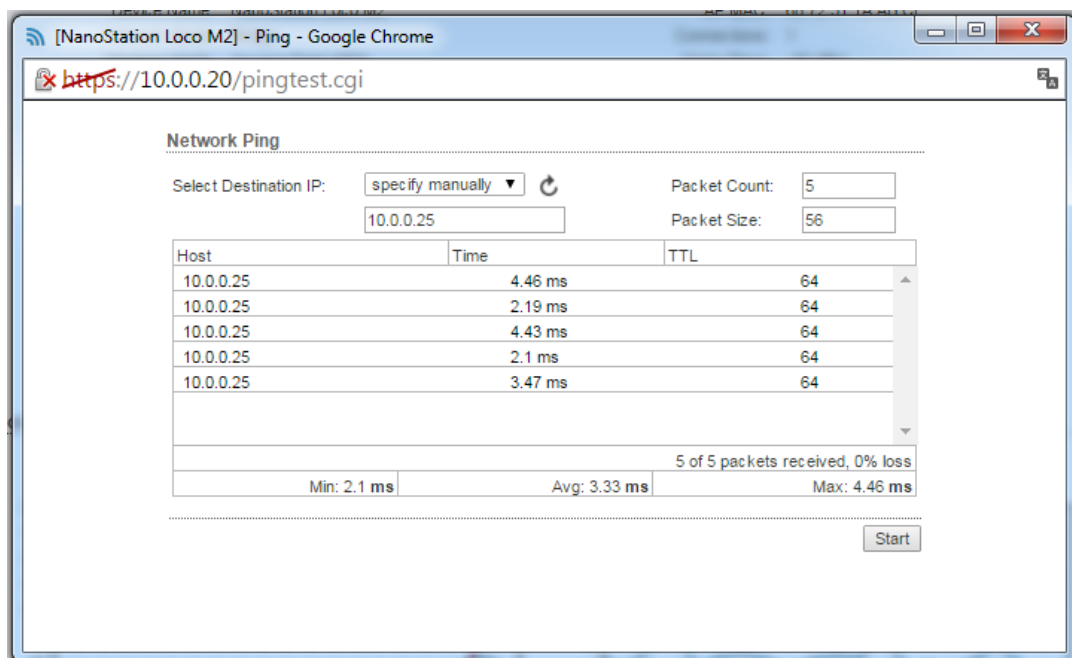 [NanoStation Loco M2] - Ping - Google Chrome
https://10.0.0.20/pingtest.cgi
Network Ping
Select Destination IP: specify manually Packet Count: 5
10.0.0.25 Packet Size: 56
Host Time TTL
10.0.0.25 4.46 ms 64
10.0.0.25 2.19 ms 64
10.0.0.25 4.43 ms 64
10.0.0.25 2.1 ms 64
10.0.0.25 3.47 ms 64
5 of 5 packets received, 0% loss
Min: 2.1 ms Avg: 3.33 ms Max: 4.46 ms
Start